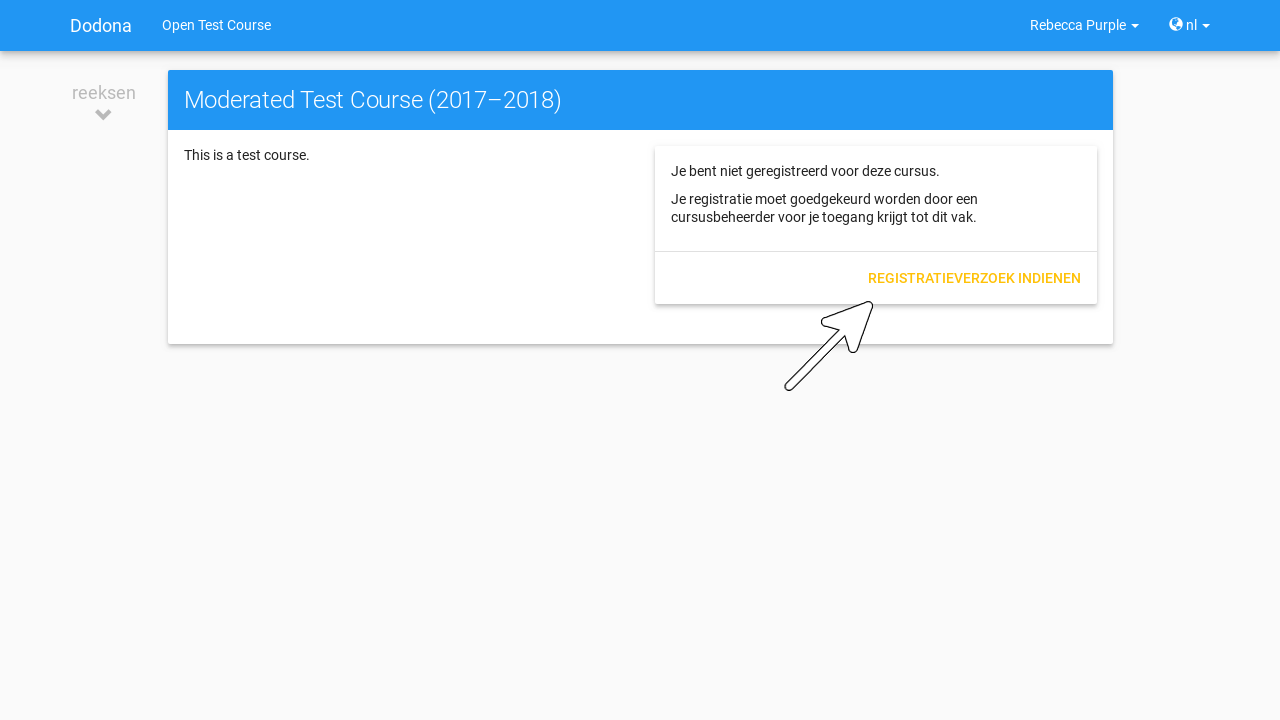 Dodona
Open Test Course
Rebecca Purple
nl
reeksen
Moderated Test Course (2017–2018)
This is a test course.
Je bent niet geregistreerd voor deze cursus.
Je registratie moet goedgekeurd worden door een
cursusbeheerder voor je toegang krijgt tot dit vak.
REGISTRATIEVERZOEK INDIENEN